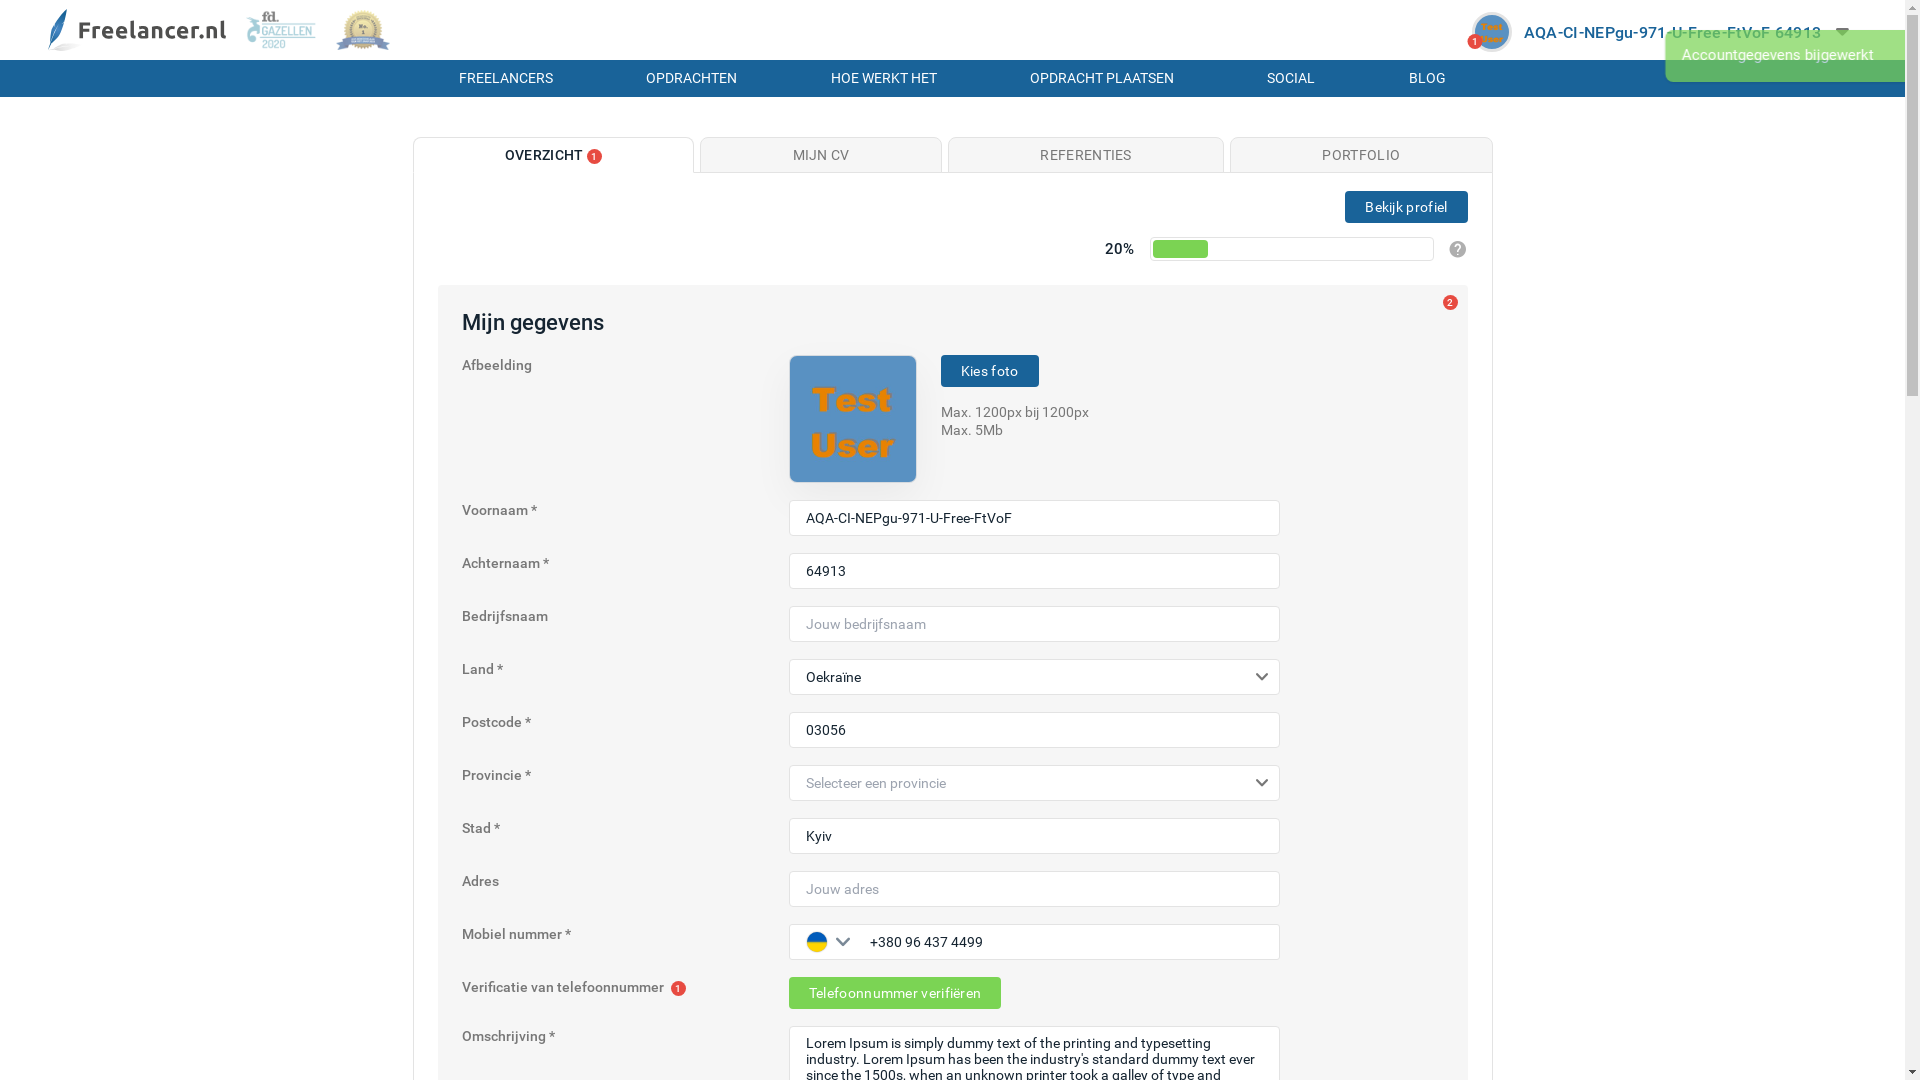 Freelancer.nl
fd.
GAZELLEN
2020
No.
1
1
AQA-CI-NEPgu-971-U-Free-FtVoF 64913
Accountgegevens bijgewerkt
FREELANCERS
OPDRACHTEN
HOE WERKT HET
OPDRACHT PLAATSEN
SOCIAL
BLOG
OVERZICHT 1
MIJN CV
REFERENTIES
PORTFOLIO
Bekijk profiel
20%
?
2
Mijn gegevens
Afbeelding
Test
User
Kies foto
Max. 1200px bij 1200px
Max. 5Mb
Voornaam *
AQA-CI-NEPgu-971-U-Free-FtVoF
Achternaam *
64913
Bedrijfsnaam
Jouw bedrijfsnaam
Land *
Oekraïne
Postcode *
03056
Provincie *
Selecteer een provincie
Stad *
Kyiv
Adres
Jouw adres
Mobiel nummer *
+380 96 437 4499
Verificatie van telefoonnummer 1
Telefoonnummer verifiëren
Omschrijving *
Lorem Ipsum is simply dummy text of the printing and typesetting
industry. Lorem Ipsum has been the industry's standard dummy text ever
since the 1500s, when an unknown printer took a galley of type and